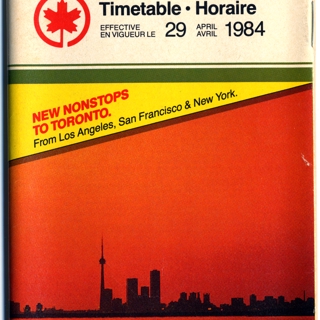 Timetable • Horaire
EFFECTIVE 29 APRIL 1984
EN VIGUEUR LE AVRIL
NEW NONSTOPS
TO TORONTO.
From Los Angeles, San Francisco & New York.